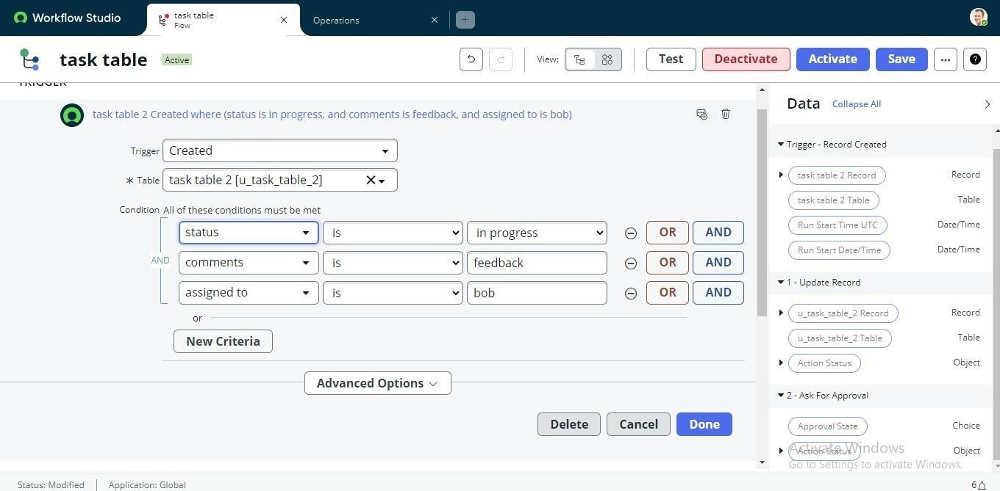 Workflow Studio
task table
Flow
Operations
task table
Active
View:
Test
Deactivate
Activate
Save
TRIGGER
task table 2 Created where (status is in progress, and comments is feedback, and assigned to is bob)
Trigger
Created
* Table
task table 2 [u_task_table_2]
Condition All of these conditions must be met
status is in progress OR AND
AND
comments is feedback OR AND
assigned to is bob OR AND
or
New Criteria
Advanced Options
Delete Cancel Done
Data Collapse All
Trigger - Record Created
task table 2 Record Record
task table 2 Table Table
Run Start Time UTC Date/Time
Run Start Date/Time Date/Time
1 - Update Record
u_task_table_2 Record Record
u_task_table_2 Table Table
Action Status Object
2 - Ask For Approval
Approval State Choice
Action Status Object
Activate Windows
Go to Settings to activate Windows.
Status: Modified Application: Global
6